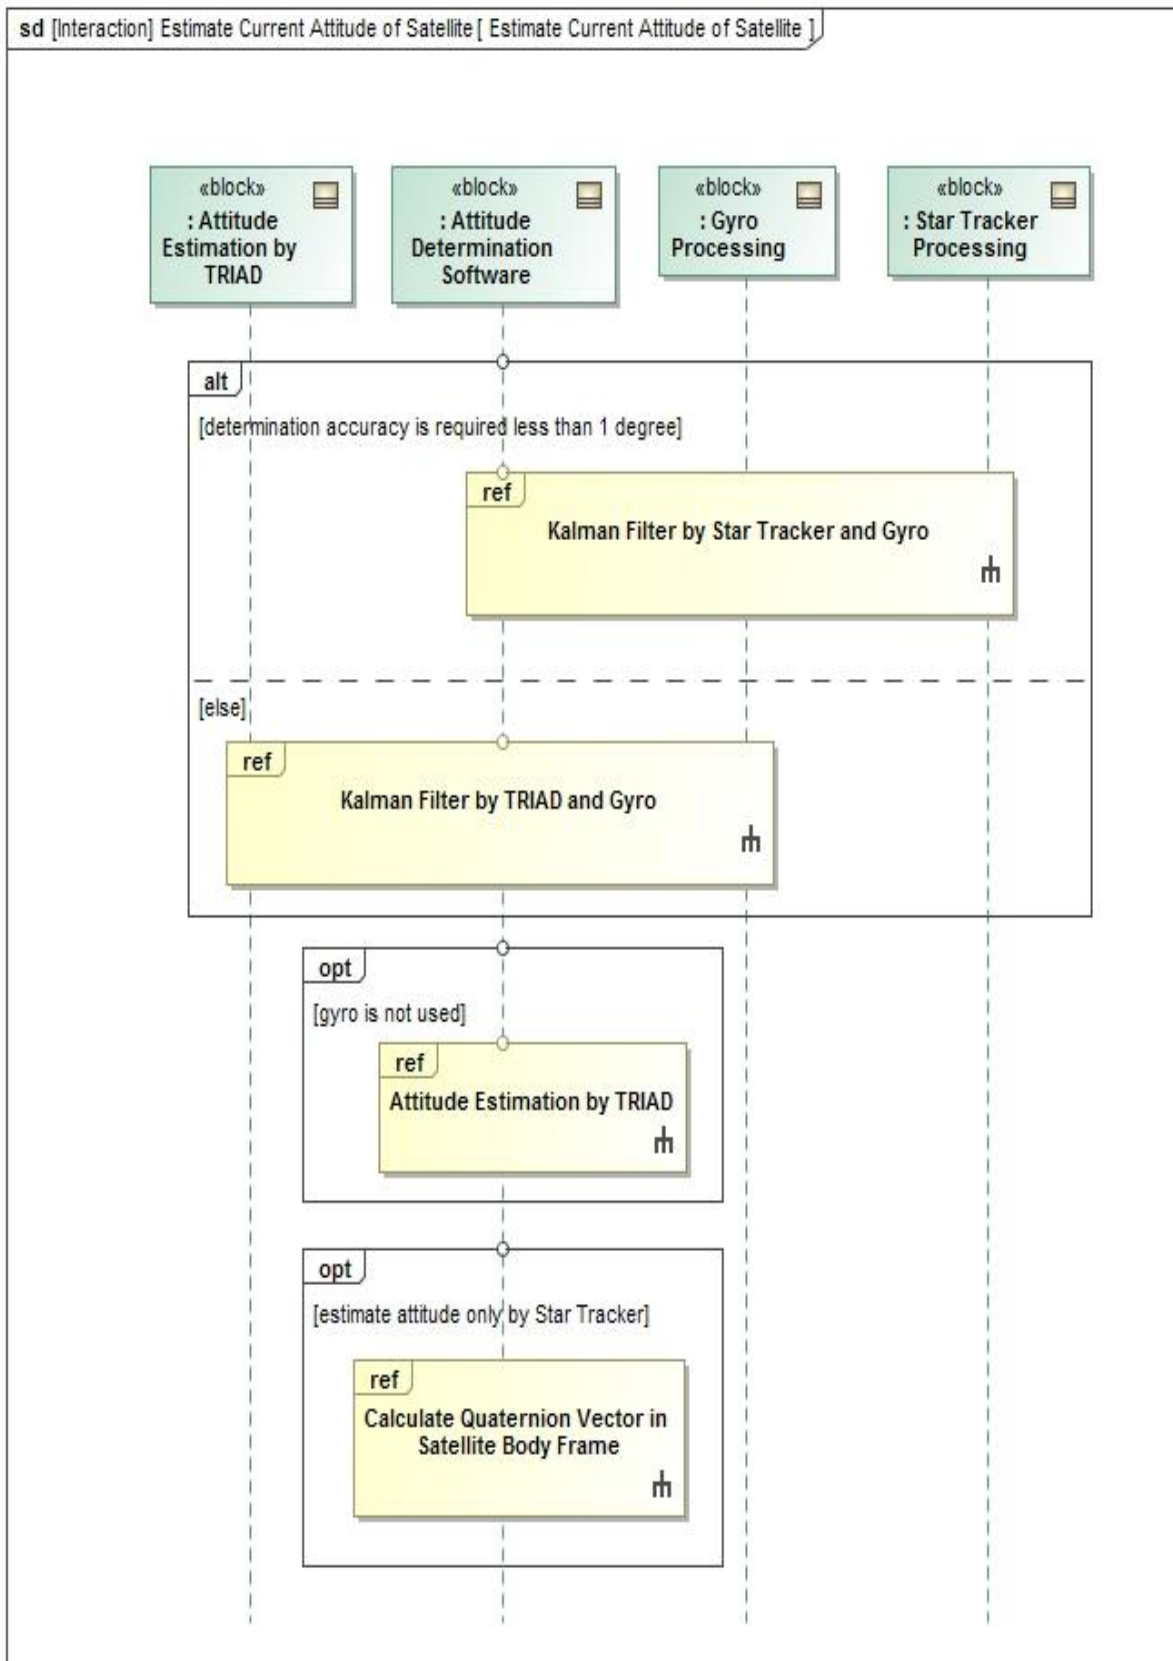 sd [Interaction] Estimate Current Attitude of Satellite [ Estimate Current Attitude of Satellite ]
«block»
: Attitude
Estimation by
TRIAD
«block»
: Attitude
Determination
Software
«block»
: Gyro
Processing
«block»
: Star Tracker
Processing
alt
[determination accuracy is required less than 1 degree]
ref
Kalman Filter by Star Tracker and Gyro
[else]
ref
Kalman Filter by TRIAD and Gyro
opt
[gyro is not used]
ref
Attitude Estimation by TRIAD
opt
[estimate attitude only by Star Tracker]
ref
Calculate Quaternion Vector in
Satellite Body Frame